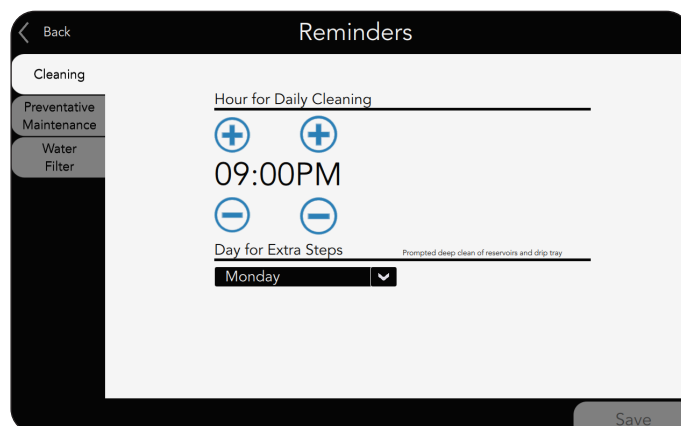 Back
Reminders
Cleaning
Preventative
Maintenance
Water
Filter
Hour for Daily Cleaning
09:00PM
Day for Extra Steps
Prompted deep clean of reservoirs and drip tray
Monday
Save